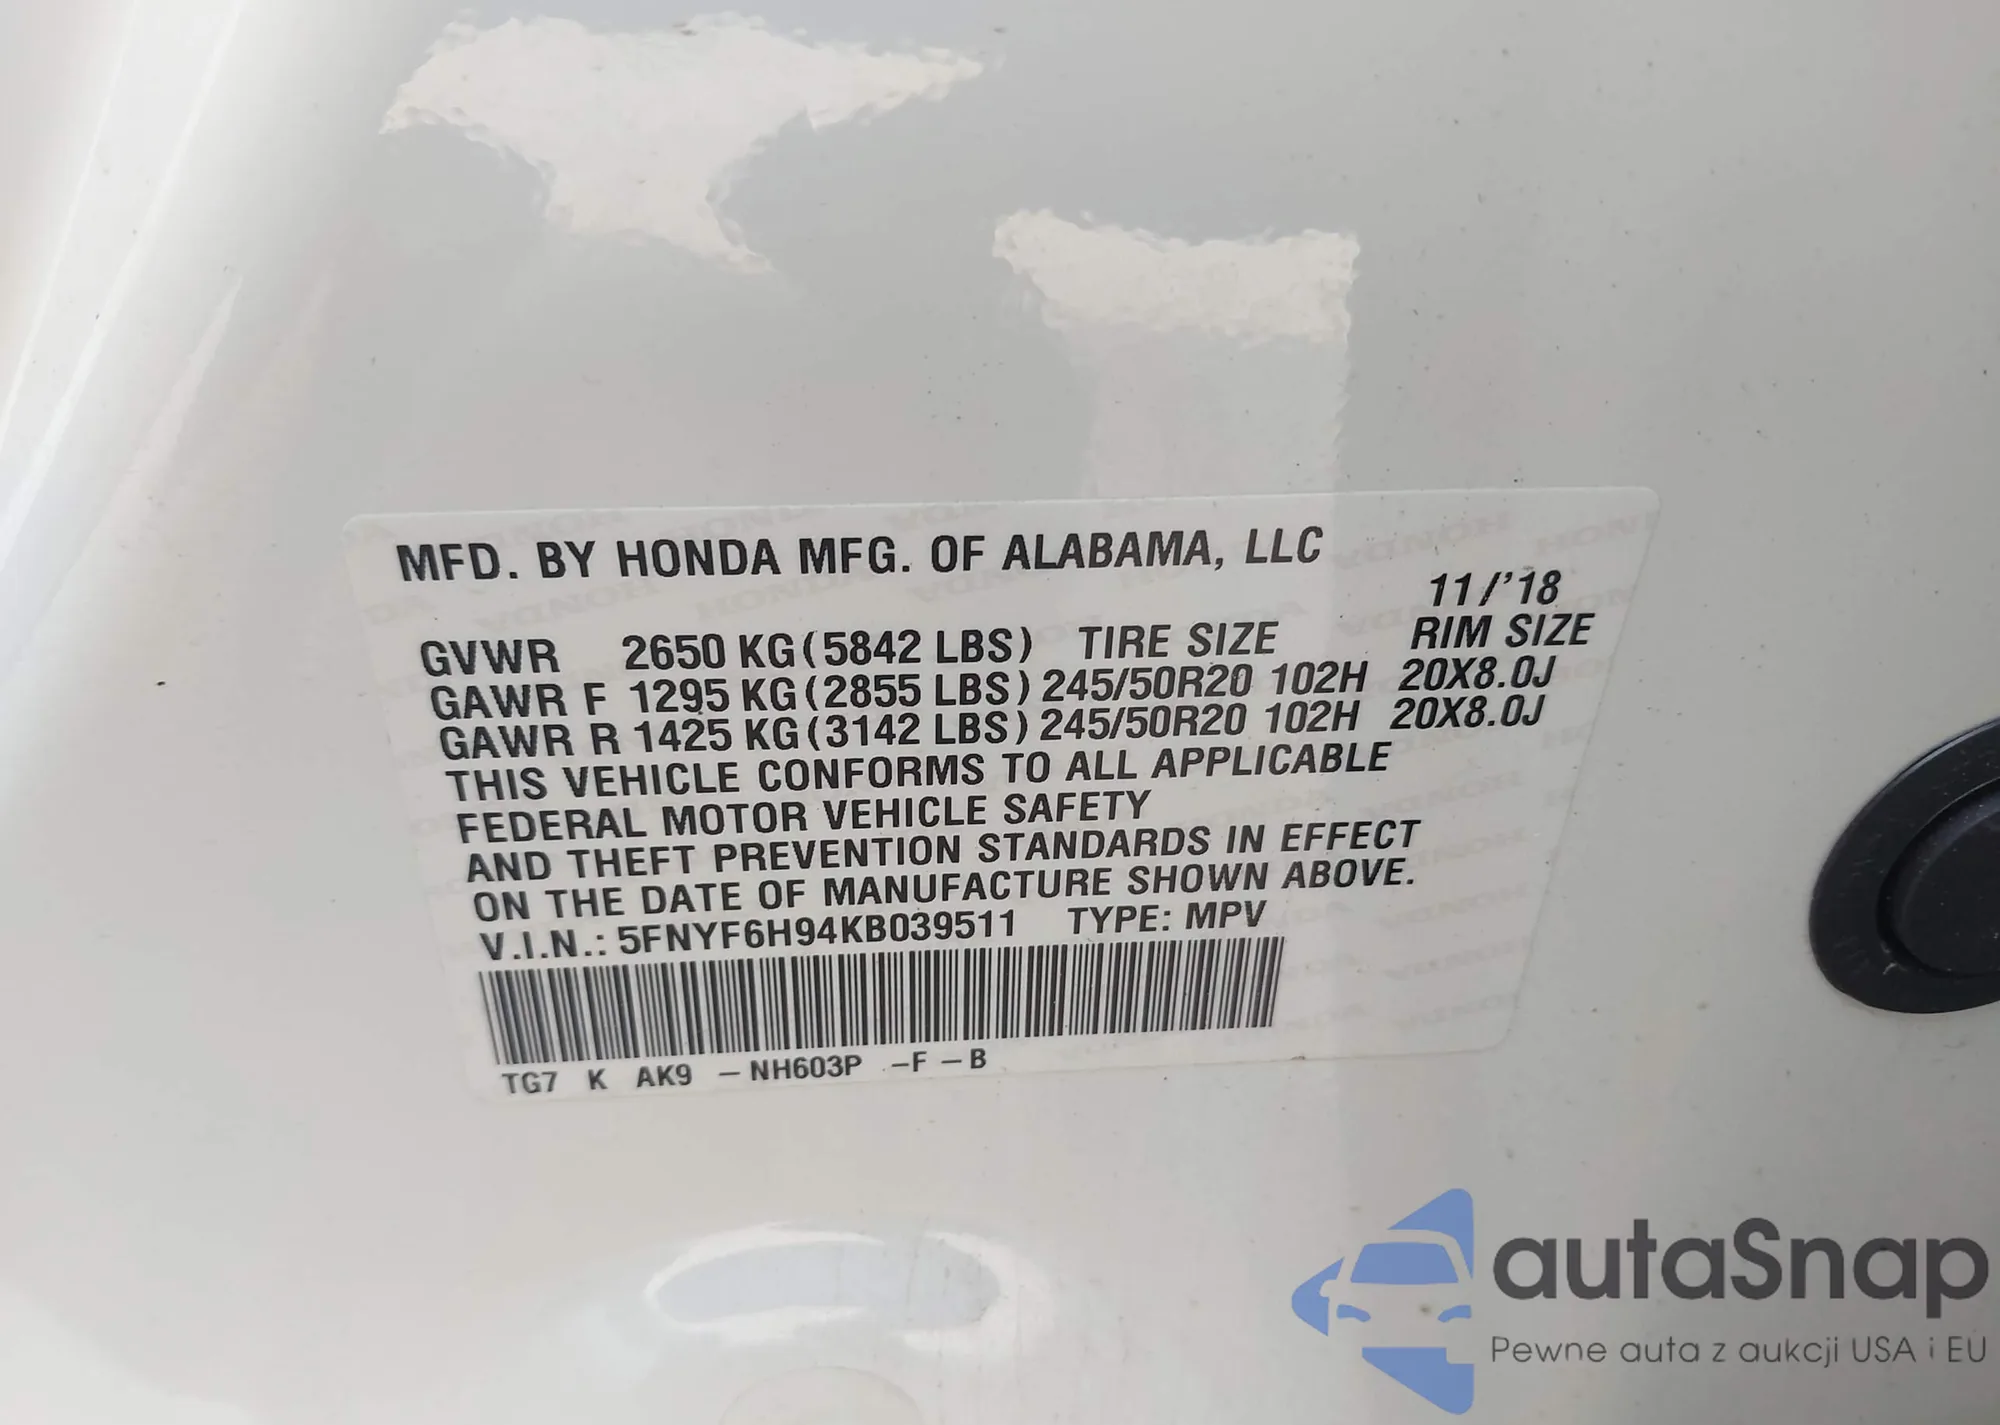 MFD. BY HONDA MFG. OF ALABAMA, LLC
11/'18
GVWR 2650 KG (5842 LBS) TIRE SIZE RIM SIZE
GAWR F 1295 KG (2855 LBS) 245/50R20 102H 20X8.0J
GAWR R 1425 KG (3142 LBS) 245/50R20 102H 20X8.0J
THIS VEHICLE CONFORMS TO ALL APPLICABLE
FEDERAL MOTOR VEHICLE SAFETY
AND THEFT PREVENTION STANDARDS IN EFFECT
ON THE DATE OF MANUFACTURE SHOWN ABOVE.
V.I.N.: 5FNYF6H94KB039511 TYPE: MPV
TG7 K AK9 -NH603P -F -B
autaSnap
Pewne auta z aukcji USA i EU